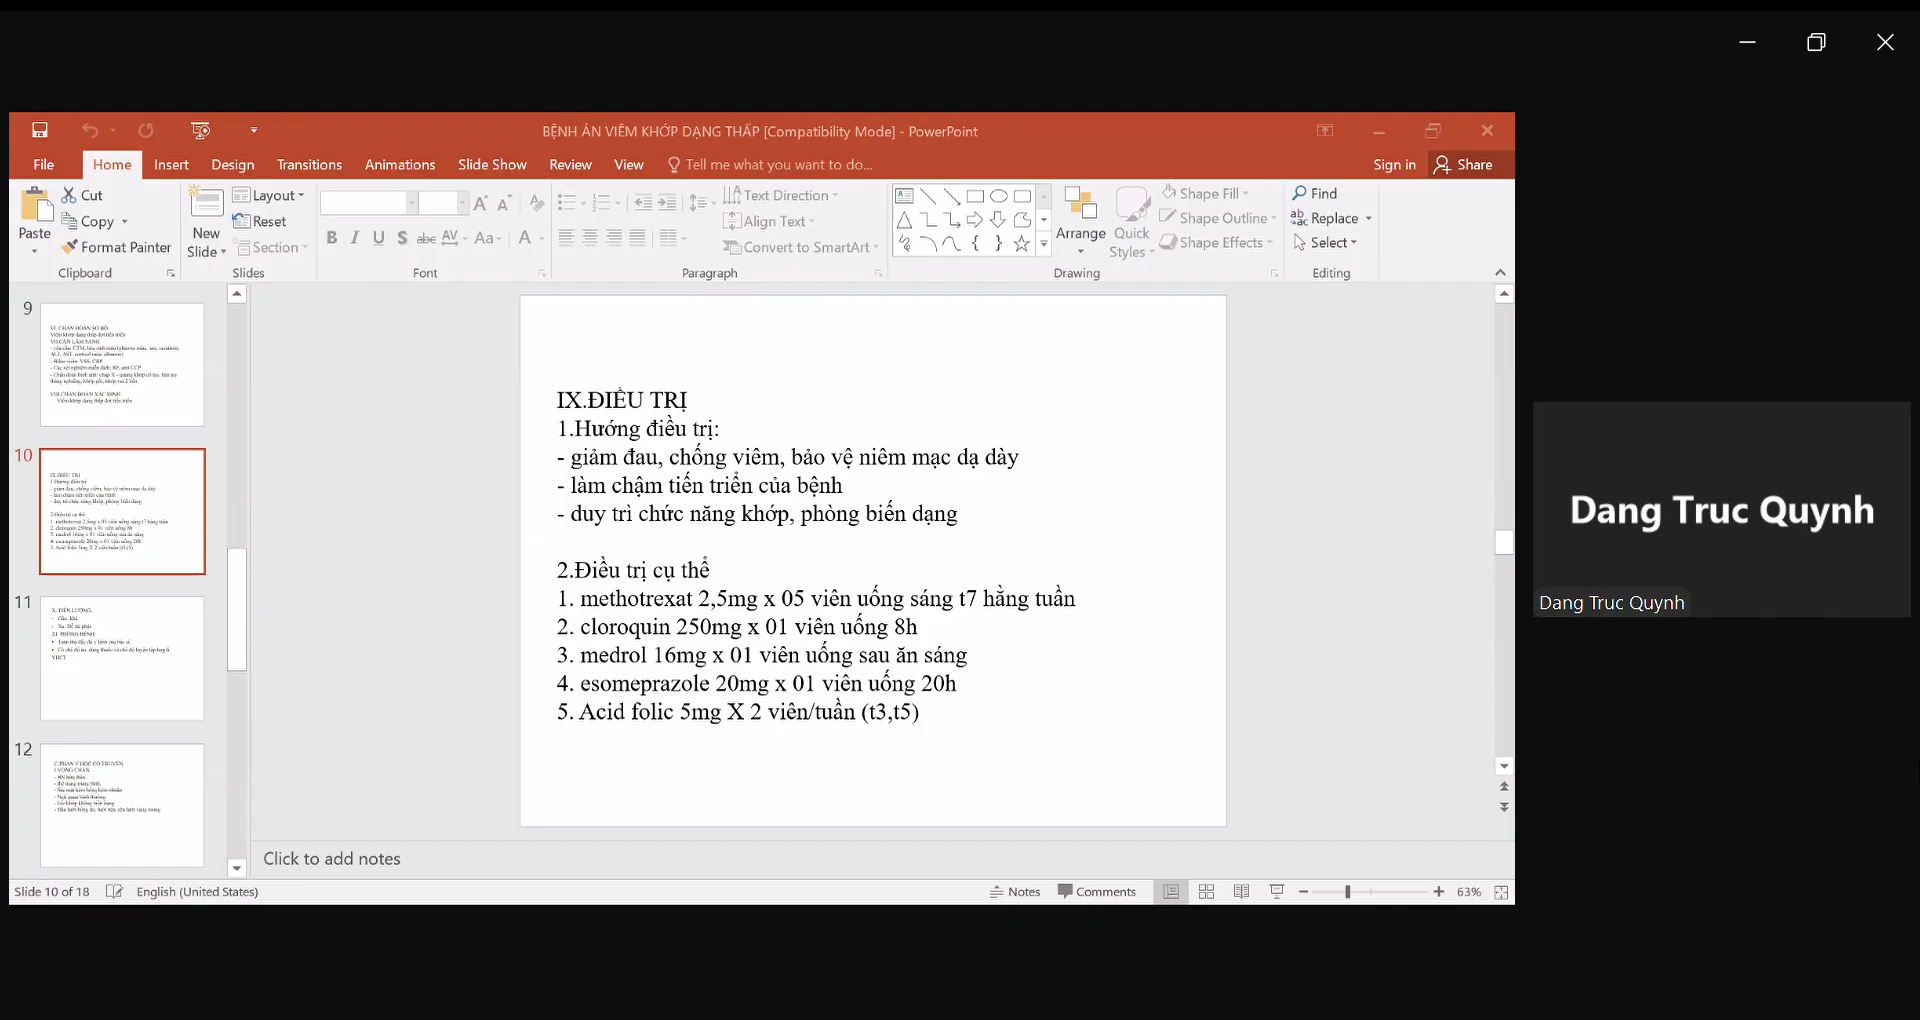 BỆNH ÁN VIÊM KHỚP DẠNG THẤP [Compatibility Mode] - PowerPoint
File Home Insert Design Transitions Animations Slide Show Review View Tell me what you want to do... Sign in Share
Paste
Cut
Copy
Format Painter
Clipboard
New
Slide
Layout
Reset
Section
Slides
Font
Text Direction
Align Text
Convert to SmartArt
Paragraph
Arrange
Quick
Styles
Shape Fill
Shape Outline
Shape Effects
Drawing
Find
Replace
Select
Editing
9
10
11
12
IX.ĐIỀU TRỊ
1.Hướng điều trị:
- giảm đau, chống viêm, bảo vệ niêm mạc dạ dày
- làm chậm tiến triển của bệnh
- duy trì chức năng khớp, phòng biến dạng
2.Điều trị cụ thể
1. methotrexat 2,5mg x 05 viên uống sáng t7 hằng tuần
2. cloroquin 250mg x 01 viên uống 8h
3. medrol 16mg x 01 viên uống sau ăn sáng
4. esomeprazole 20mg x 01 viên uống 20h
5. Acid folic 5mg X 2 viên/tuần (t3,t5)
Click to add notes
Slide 10 of 18 English (United States) Notes Comments 63%
Dang Truc Quynh
Dang Truc Quynh